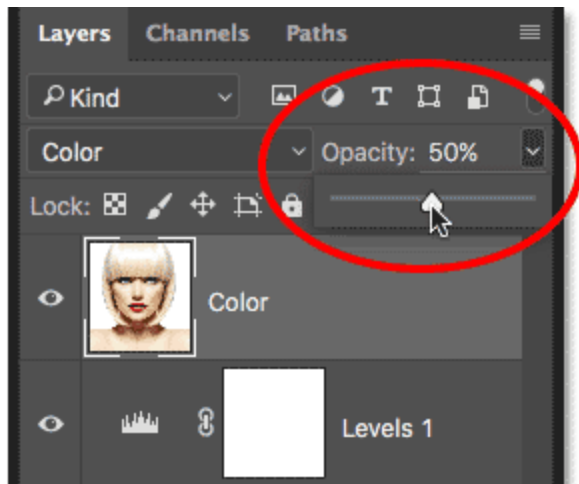 Layers Channels Paths
Kind T
Color Opacity: 50%
Lock:
Color
Levels 1